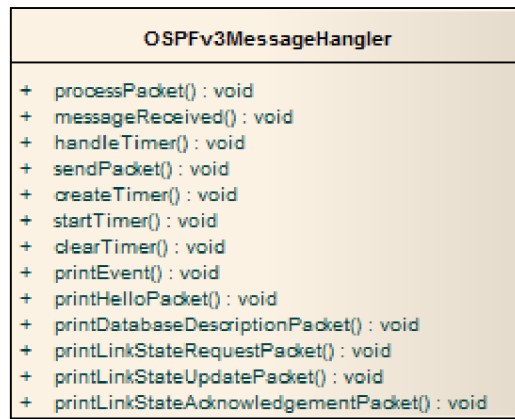 OSPFv3MessageHangler
+ processPacket() : void
+ messageReceived() : void
+ handleTimer() : void
+ sendPacket() : void
+ createTimer() : void
+ startTimer() : void
+ clearTimer() : void
+ printEvent() : void
+ printHelloPacket() : void
+ printDatabaseDescriptionPacket() : void
+ printLinkStateRequestPacket() : void
+ printLinkStateUpdatePacket() : void
+ printLinkStateAcknowledgementPacket() : void